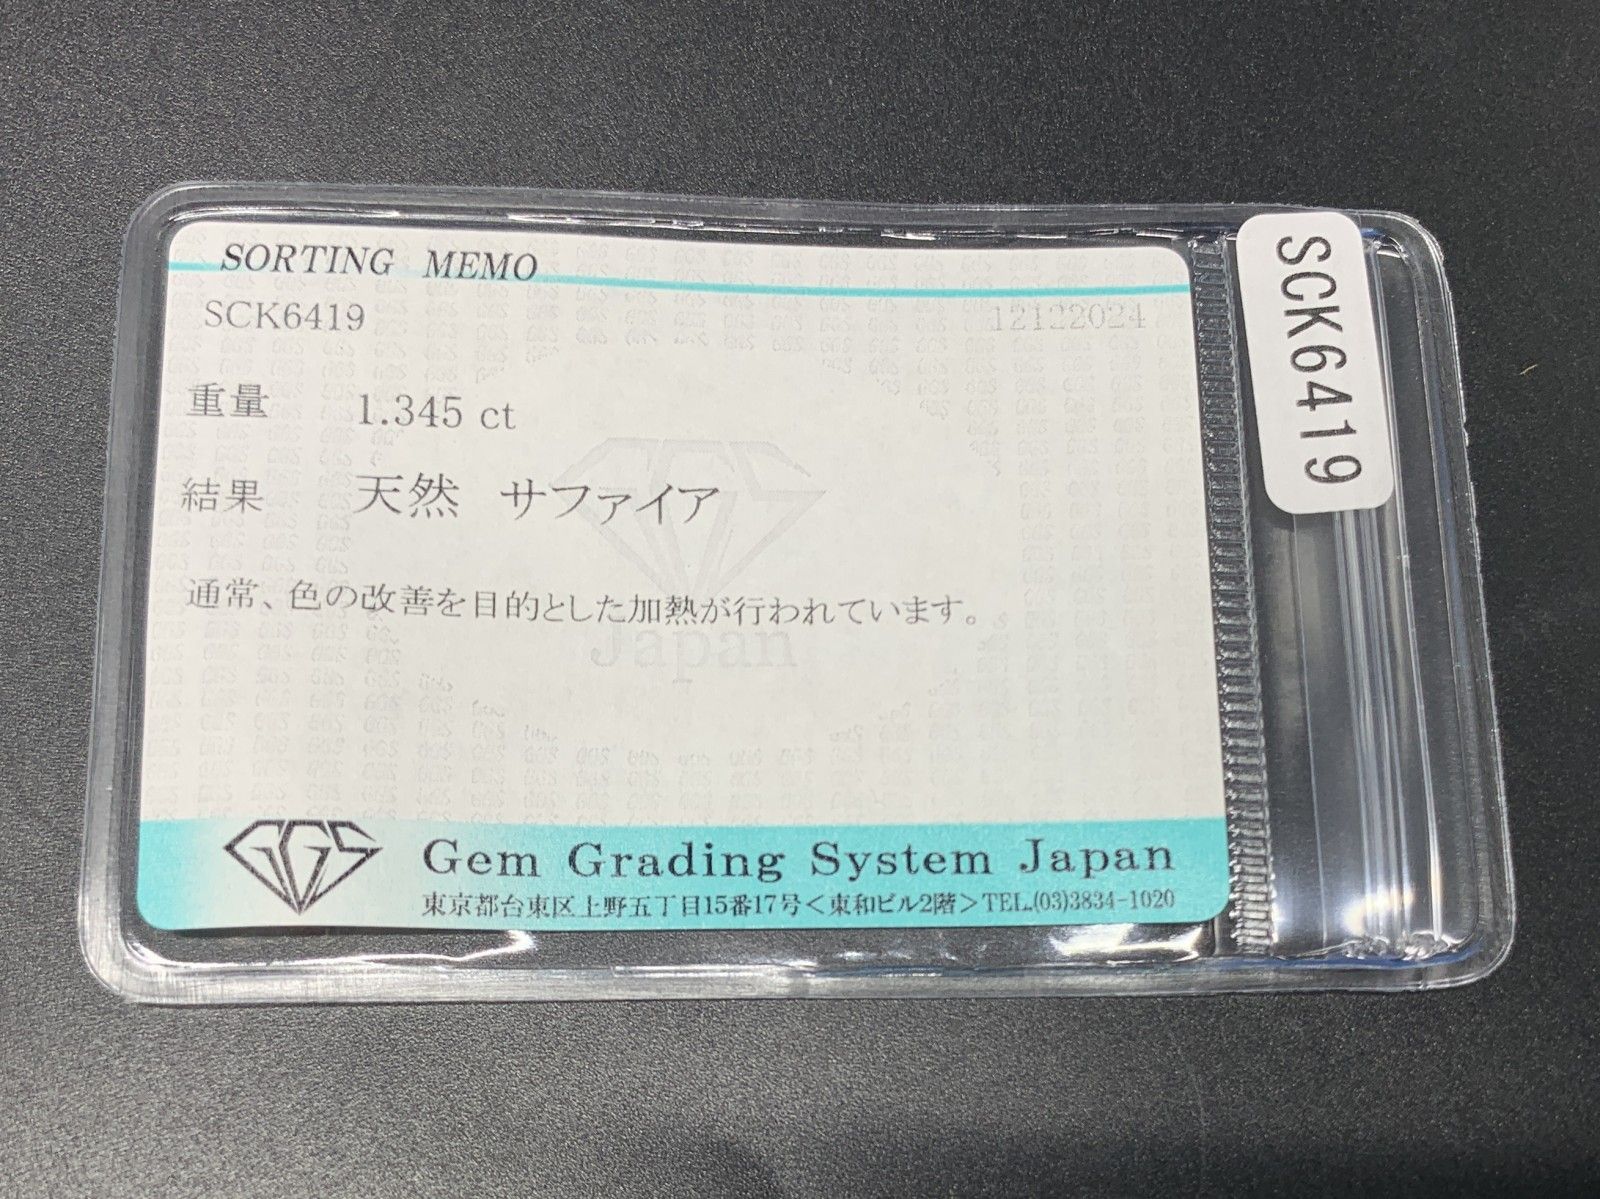 SORTING MEMO
SCK6419
12122024
重量 1.345 ct
結果 天然 サファイア
通常、色の改善を目的とした加熱が行われています。
GGS
Japan
GGS
Gem Grading System Japan
東京都台東区上野五丁目15番17号<東和ビル2階>TEL.(03)3834-1020
SCK6419